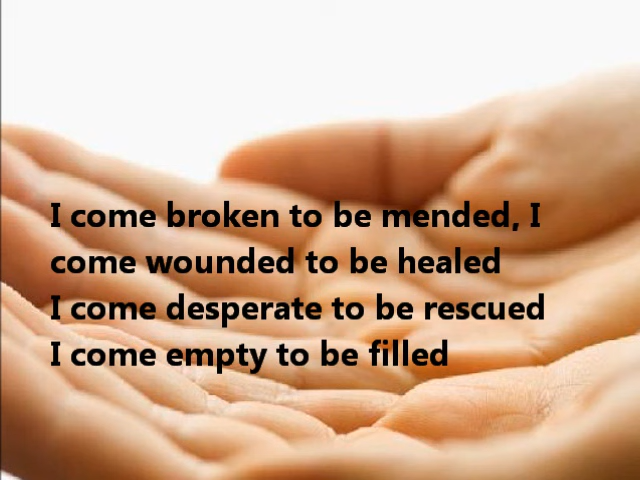 I come broken to be mended, I
come wounded to be healed
I come desperate to be rescued
I come empty to be filled